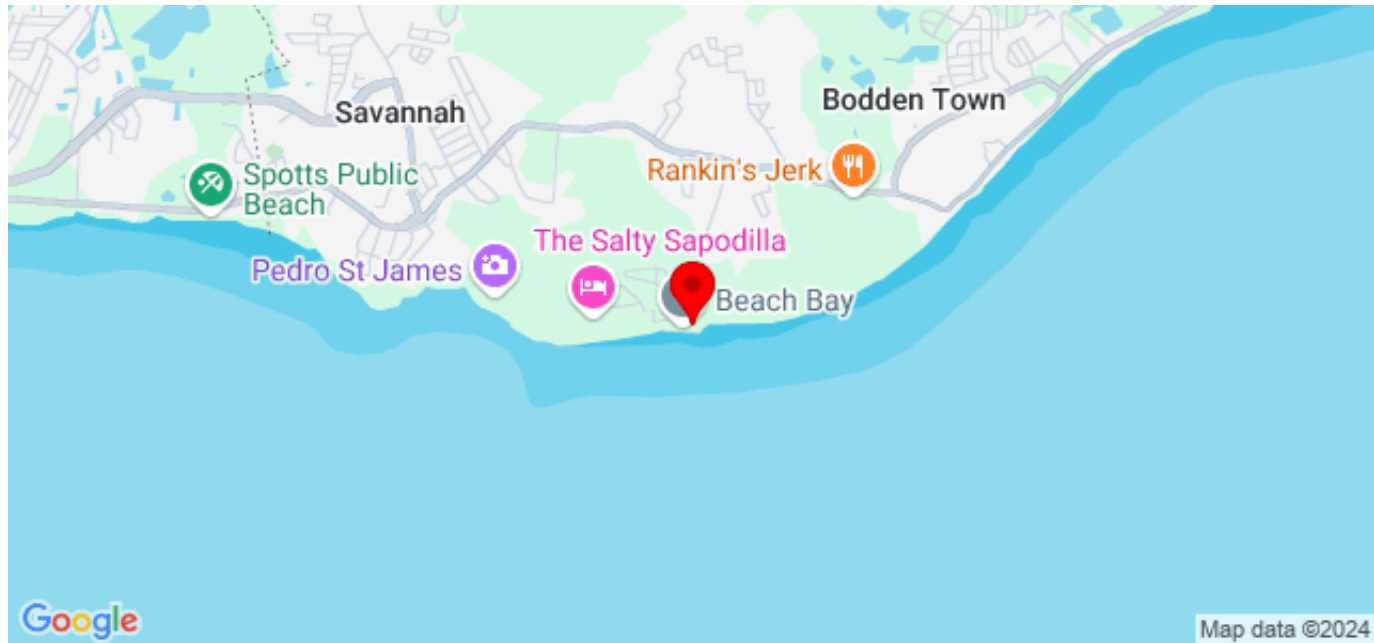 Savannah
Bodden Town
Rankin's Jerk
Spotts Public
Beach
The Salty Sapodilla
Pedro St James
Beach Bay
Google
Map data ©2024